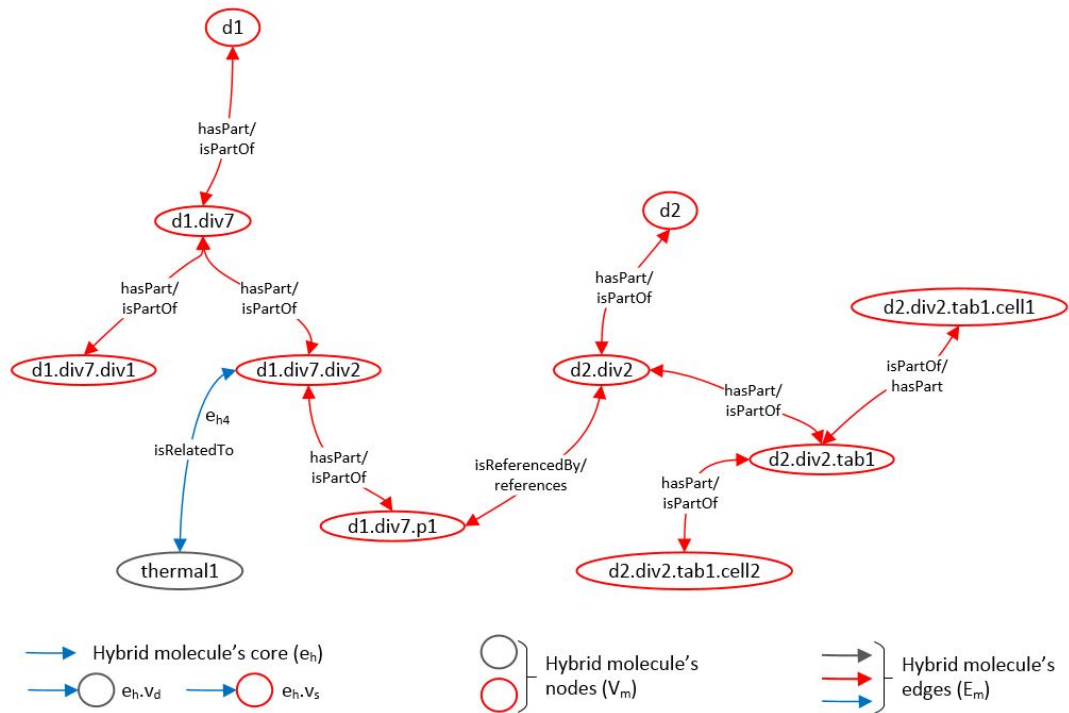 d1
hasPart/
isPartOf
d1.div7
d2
hasPart/
isPartOf
hasPart/
isPartOf
hasPart/
isPartOf
d2.div2.tab1.cell1
d1.div7.div1
d1.div7.div2
d2.div2
hasPart/
isPartOf
isPartOf/
hasPart
eh4
isRelatedTo
hasPart/
isPartOf
isReferencedBy/
references
d2.div2.tab1
hasPart/
isPartOf
d1.div7.p1
thermal1
d2.div2.tab1.cell2
Hybrid molecule's core (eh)
eh.vd
eh.vs
Hybrid molecule's
nodes (Vm)
Hybrid molecule's
edges (Em)